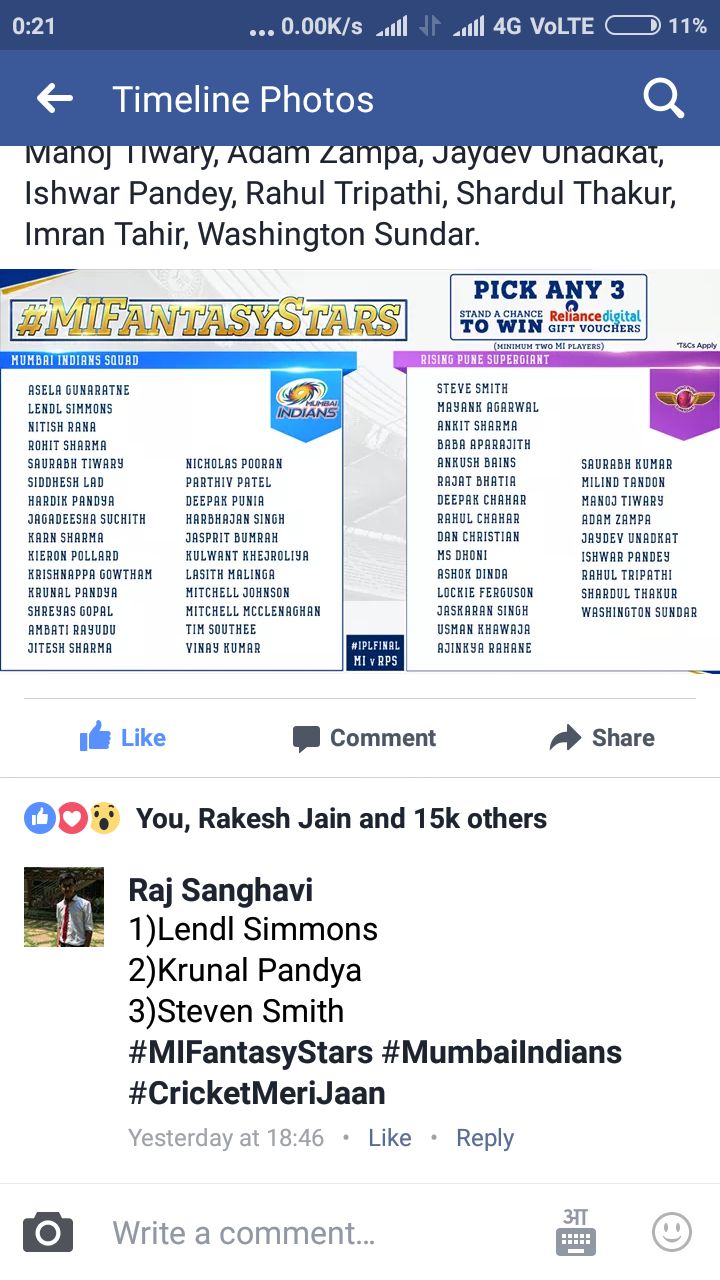 0:21 ... 0.00K/s 4G VoLTE 11%
Timeline Photos
Manoj Tiwary, Adam Zampa, Jaydev Unadkat,
Ishwar Pandey, Rahul Tripathi, Shardul Thakur,
Imran Tahir, Washington Sundar.
#MIFANTASYSTARS
PICK ANY 3
STAND A CHANCE TO WIN Reliance digital GIFT VOUCHERS
(MINIMUM TWO MI PLAYERS)
*T&Cs Apply
MUMBAI INDIANS SQUAD
ASELA GUNARATNE
LENDL SIMMONS
NITISH RANA
ROHIT SHARMA
SAURABH TIWARY
SIDDHESH LAD
HARDIK PANDYA
JAGADEESHA SUCHITH
KARN SHARMA
KIERON POLLARD
KRISHNAPPA GOWTHAM
KRUNAL PANDYA
SHREYAS GOPAL
AMBATI RAYUDU
JITESH SHARMA
NICHOLAS POORAN
PARTHIV PATEL
DEEPAK PUNIA
HARBHAJAN SINGH
JASPRIT BUMRAH
KULWANT KHEJROLIYA
LASITH MALINGA
MITCHELL JOHNSON
MITCHELL MCCLENAGHAN
TIM SOUTHEE
VINAY KUMAR
MUMBAI
INDIANS
#IPLFINAL
MI v RPS
RISING PUNE SUPERGIANT
STEVE SMITH
MAYANK AGARWAL
ANKIT SHARMA
BABA APARAJITH
ANKUSH BAINS
RAJAT BHATIA
DEEPAK CHAHAR
RAHUL CHAHAR
DAN CHRISTIAN
MS DHONI
ASHOK DINDA
LOCKIE FERGUSON
JASKARAN SINGH
USMAN KHAWAJA
AJINKYA RAHANE
SAURABH KUMAR
MILIND TANDON
MANOJ TIWARY
ADAM ZAMPA
JAYDEV UNADKAT
ISHWAR PANDEY
RAHUL TRIPATHI
SHARDUL THAKUR
WASHINGTON SUNDAR
Like Comment Share
You, Rakesh Jain and 15k others
Raj Sanghavi
1)Lendl Simmons
2)Krunal Pandya
3)Steven Smith
#MIFantasyStars #MumbaiIndians
#CricketMeriJaan
Yesterday at 18:46 • Like • Reply
Write a comment... आ